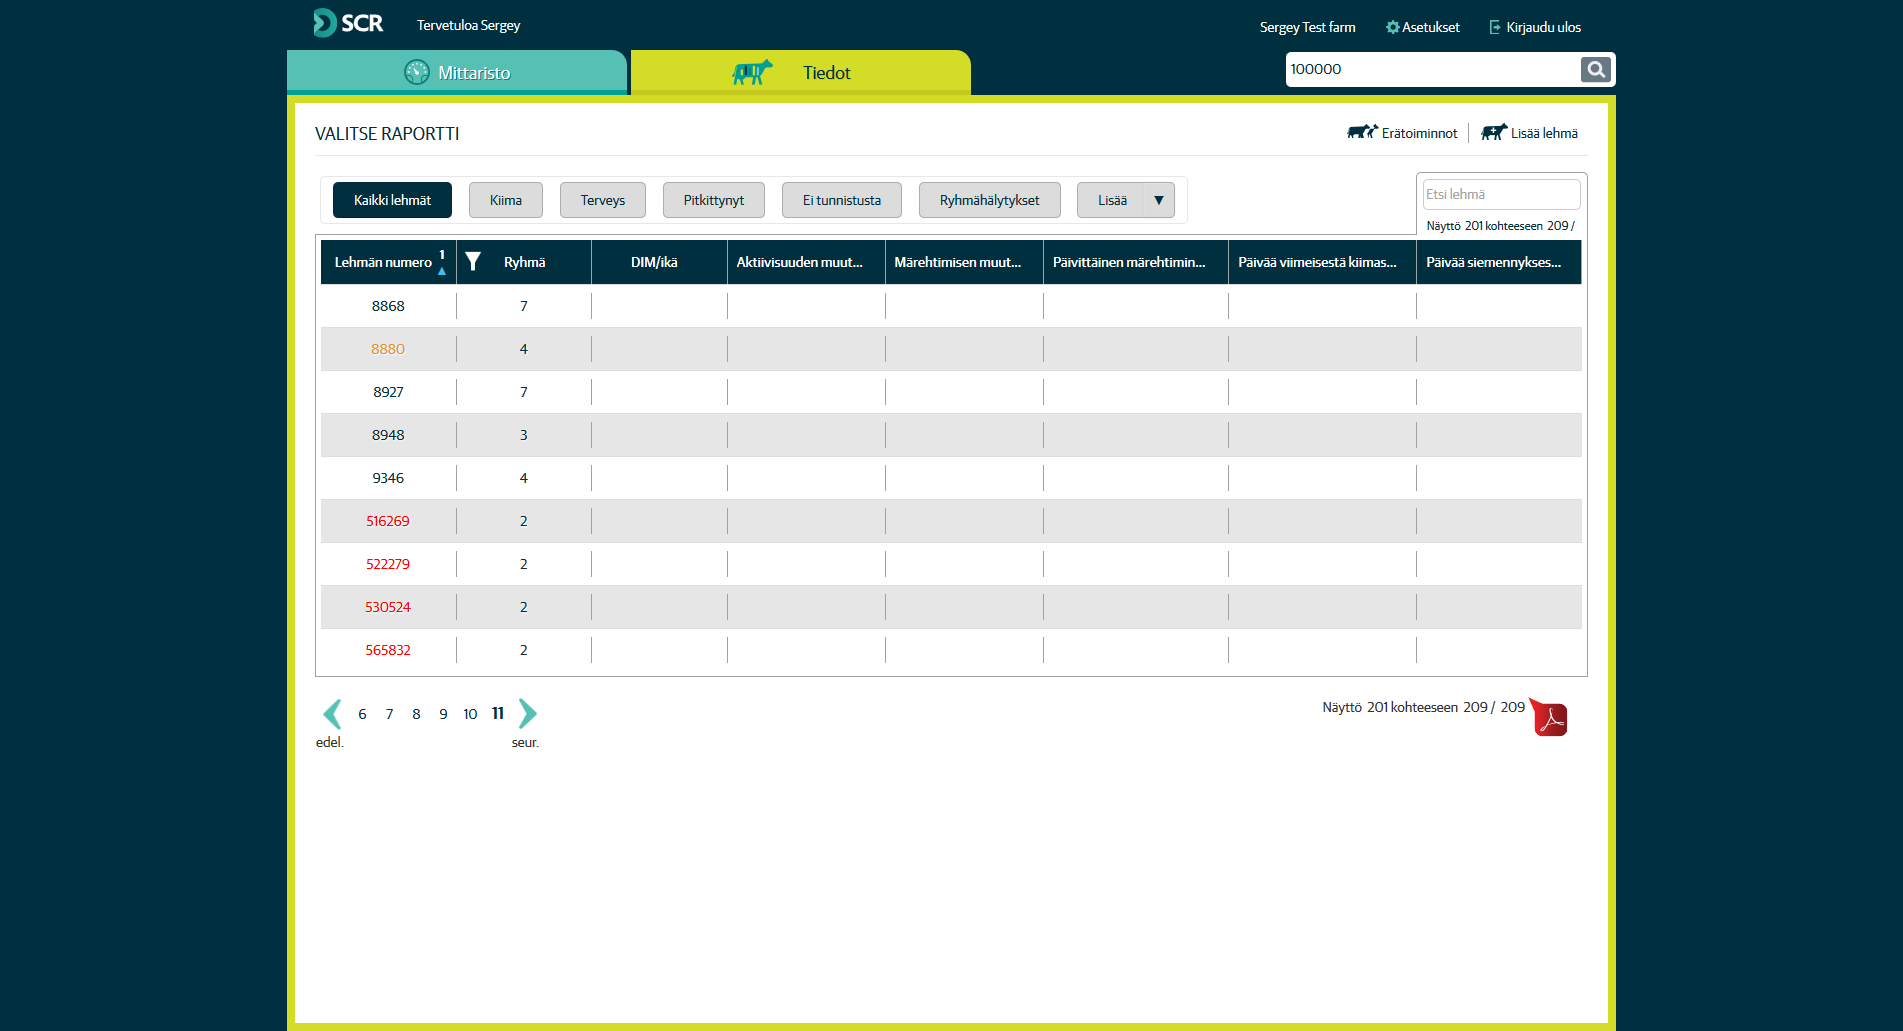 SCR
Tervetuloa Sergey
Sergey Test farm
Asetukset
Kirjaudu ulos
Mittaristo
Tiedot
100000
VALITSE RAPORTTI
Erätoiminnot
Lisää lehmä
Kaikki lehmät
Kiima
Terveys
Pitkittynyt
Ei tunnistusta
Ryhmähälytykset
Lisää
Etsi lehmä
Näyttö 201 kohteeseen 209 /
Lehmän numero 1 Ryhmä DIM/ikä Aktiivisuuden muut... Märehtimisen muut... Päivittäinen märehtimin... Päivää viimeisestä kiimas... Päivää siemennykses...
8868 7
8880 4
8927 7
8948 3
9346 4
516269 2
522279 2
530524 2
565832 2
6 7 8 9 10 11
edel.
seur.
Näyttö 201 kohteeseen 209 / 209